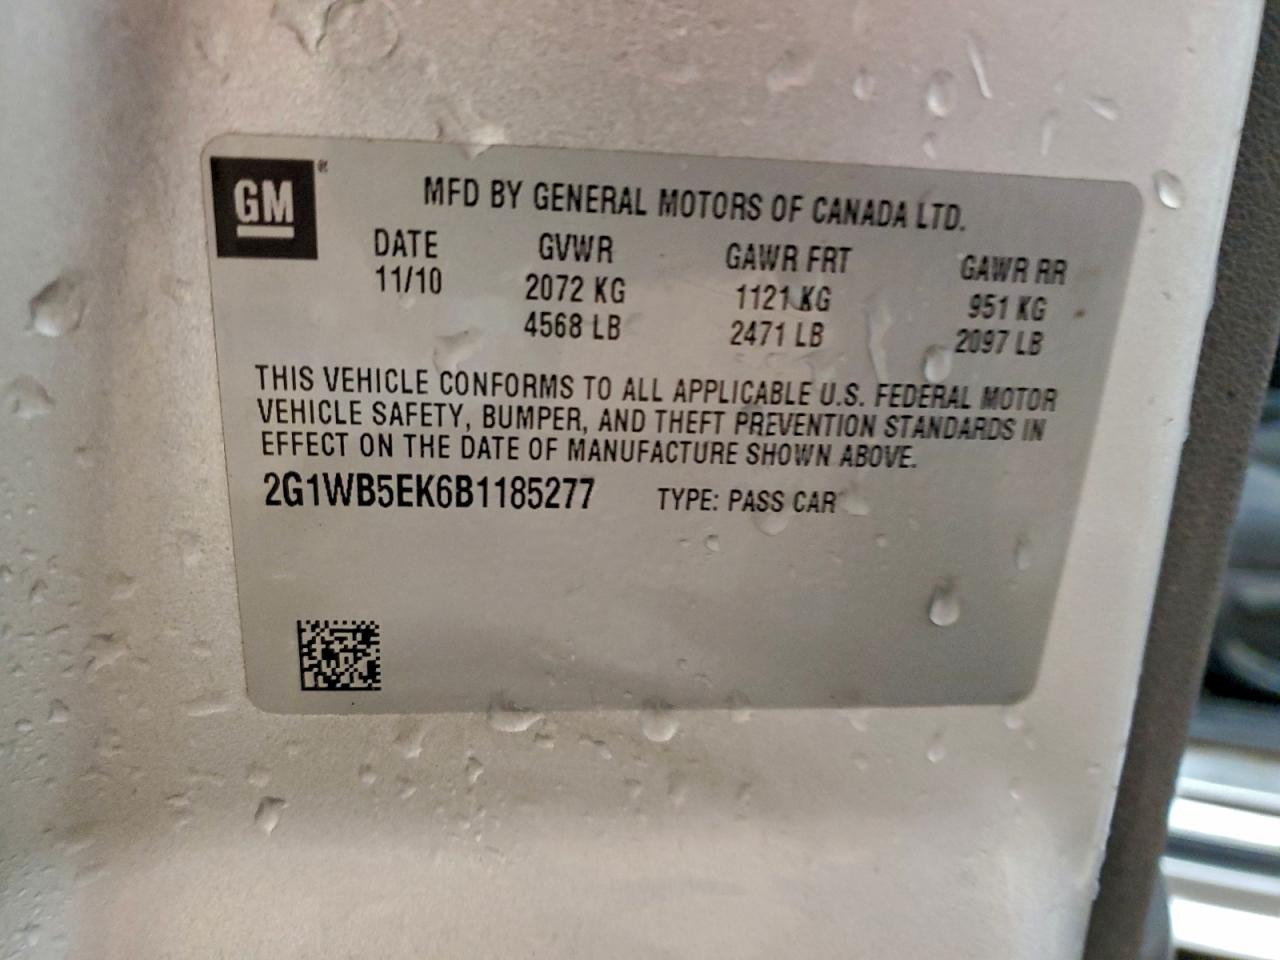 GM®
MFD BY GENERAL MOTORS OF CANADA LTD.
DATE GVWR GAWR FRT GAWR RR
11/10 2072 KG 1121 KG 951 KG
4568 LB 2471 LB 2097 LB
THIS VEHICLE CONFORMS TO ALL APPLICABLE U.S. FEDERAL MOTOR
VEHICLE SAFETY, BUMPER, AND THEFT PREVENTION STANDARDS IN
EFFECT ON THE DATE OF MANUFACTURE SHOWN ABOVE.
2G1WB5EK6B1185277 TYPE: PASS CAR